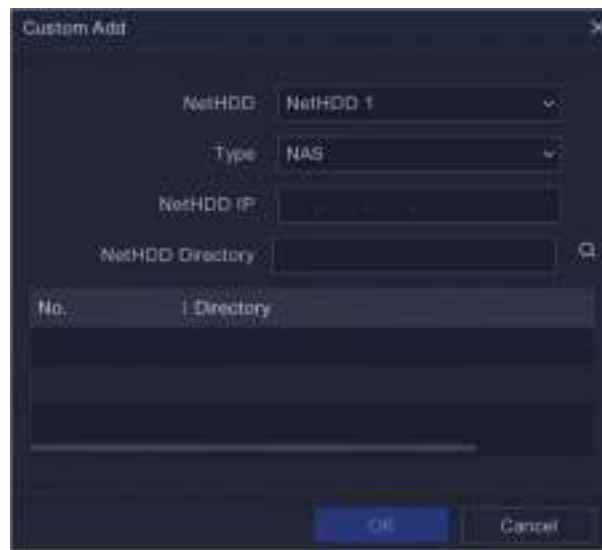 Custom Add
NetHDD NetHDD 1
Type NAS
NetHDD IP
NetHDD Directory
No. Directory
OK Cancel